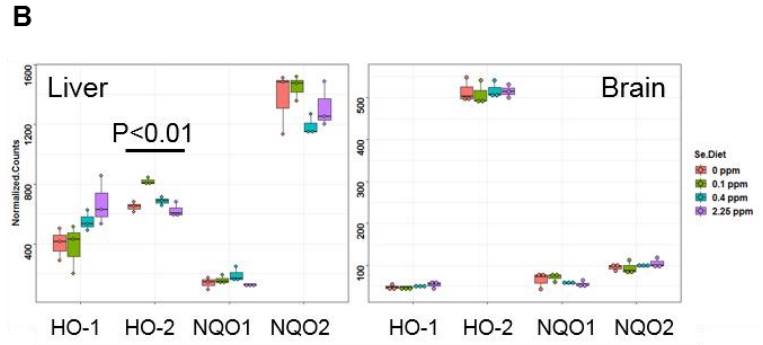 B
Liver
Brain
P<0.01
Normalized.Counts
1600
1200
800
400
500
400
300
200
100
HO-1 HO-2 NQO1 NQO2
HO-1 HO-2 NQO1 NQO2
Se.Diet
0 ppm
0.1 ppm
0.4 ppm
2.25 ppm